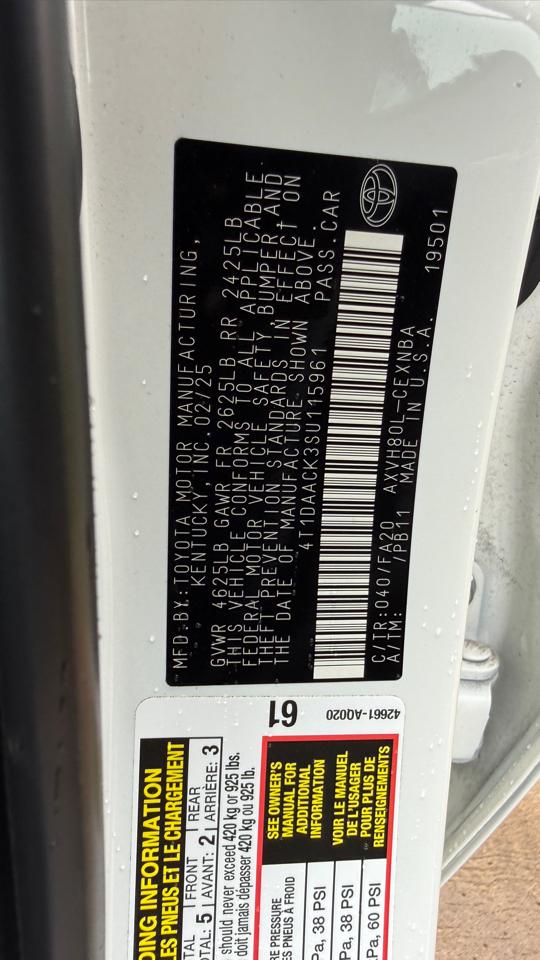 MFD.BY:TOYOTA MOTOR MANUFACTURING,
KENTUCKY, INC. 02/25
GVWR 4625LB GAWR FR 2625LB RR 2425LB
THIS VEHICLE CONFORMS TO ALL APPLICABLE
FEDERAL MOTOR VEHICLE SAFETY, BUMPER, AND
THEFT PREVENTION STANDARDS IN EFFECT ON
THE DATE OF MANUFACTURE SHOWN ABOVE.
4T1DAACK3SU115961 PASS.CAR
C/TR:040/FA20 AXVH80L-CEXNBA
A/TM: /PB11 MADE IN U.S.A. 19501
61
42661-AQ020
DING INFORMATION
LES PNEUS ET LE CHARGEMENT
TOTAL FRONT REAR
TOTAL: 5 AVANT: 2 ARRIÈRE: 3
should never exceed 420 kg or 925 lbs.
doit jamais dépasser 420 kg ou 925 lb.
RE PRESSURE
ES PNEUS À FROID
Pa, 38 PSI
Pa, 38 PSI
Pa, 60 PSI
SEE OWNER'S
MANUAL FOR
ADDITIONAL
INFORMATION
VOIR LE MANUEL
DE L'USAGER
POUR PLUS DE
RENSEIGNEMENTS